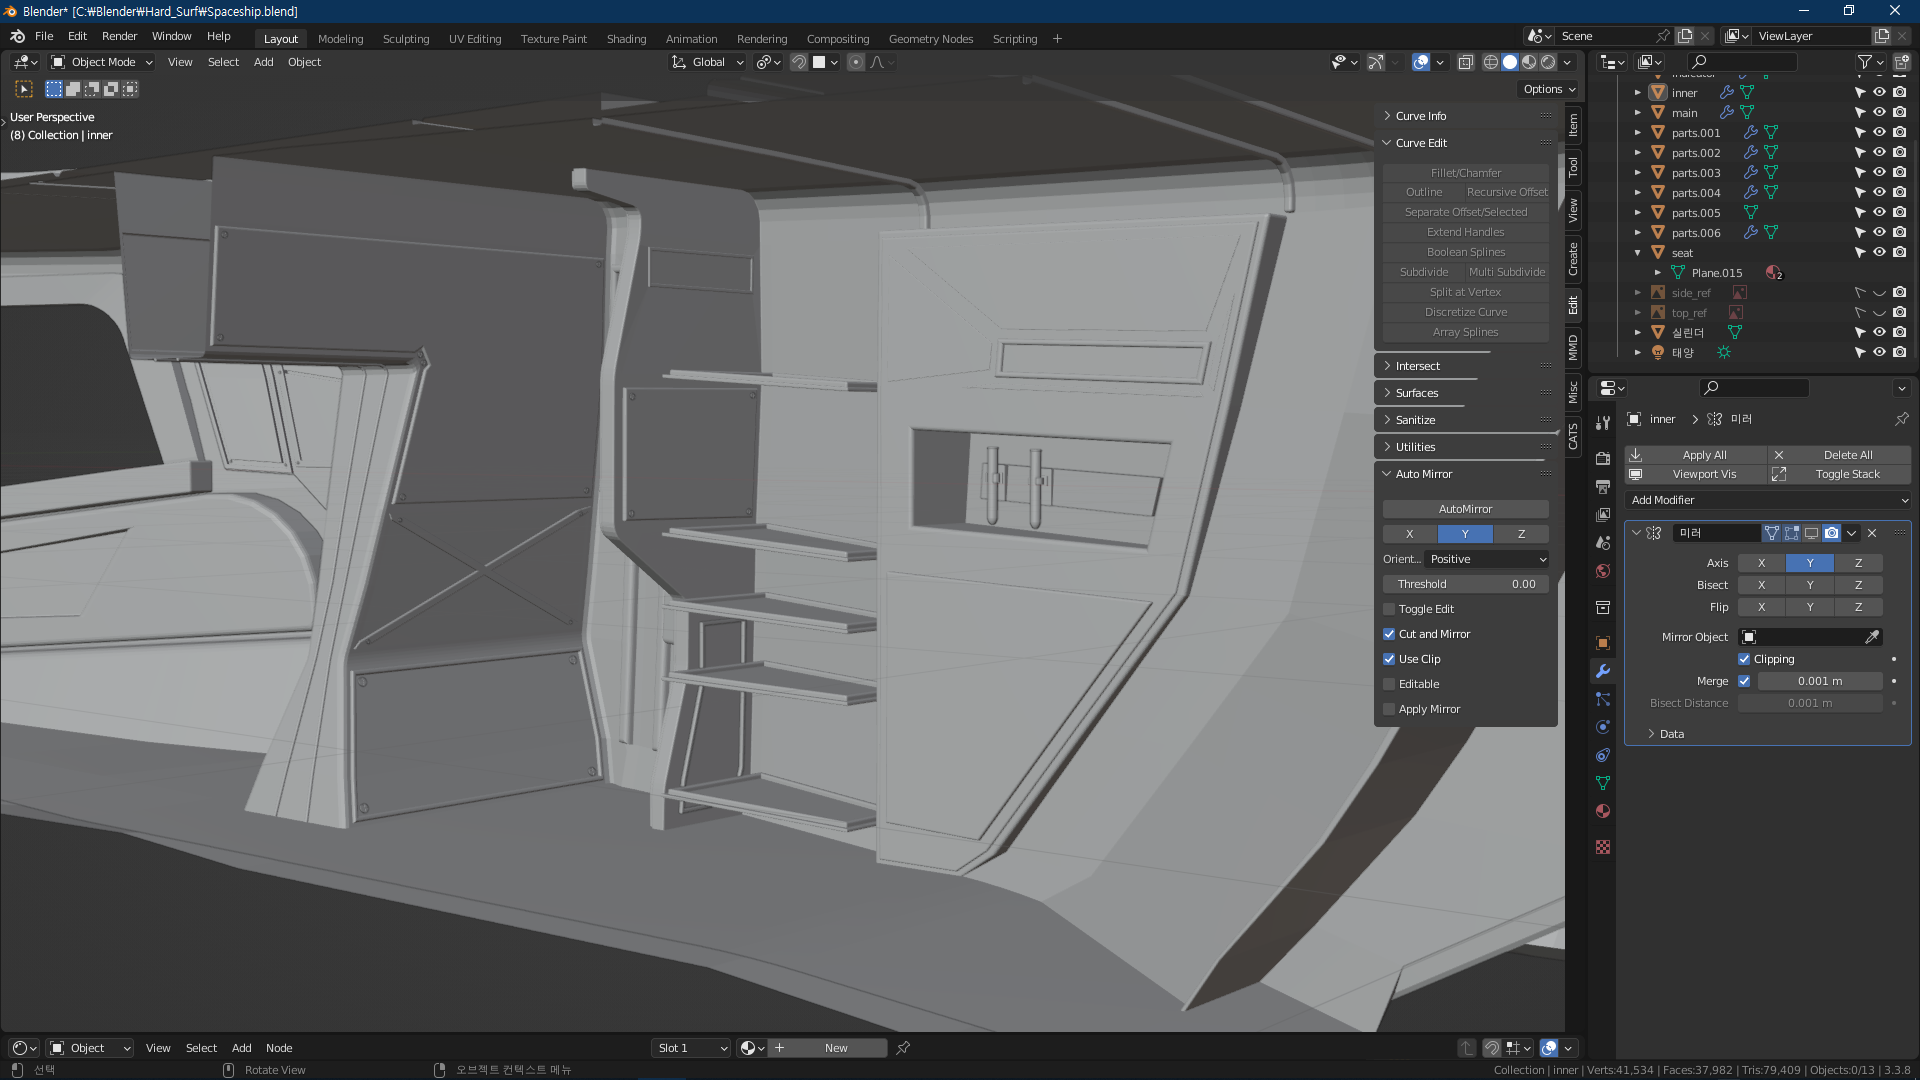 Blender* [C:₩Blender₩Hard_Surf₩Spaceship.blend]
File Edit Render Window Help
Layout Modeling Sculpting UV Editing Texture Paint Shading Animation Rendering Compositing Geometry Nodes Scripting +
Scene
ViewLayer
Object Mode View Select Add Object
Global
Options
User Perspective
(8) Collection | inner
Curve Info
Curve Edit
Fillet/Chamfer
Outline Recursive Offset
Separate Offset/Selected
Extend Handles
Boolean Splines
Subdivide Multi Subdivide
Split at Vertex
Discretize Curve
Array Splines
Intersect
Surfaces
Sanitize
Utilities
Auto Mirror
AutoMirror
X Y Z
Orient... Positive
Threshold 0.00
Toggle Edit
Cut and Mirror
Use Clip
Editable
Apply Mirror
Item
Tool
View
Create
Edit
MMD
Misc
CATS
indicator
inner
main
parts.001
parts.002
parts.003
parts.004
parts.005
parts.006
seat
Plane.015 2
side_ref
top_ref
실린더
태양
inner > 미러
Apply All Delete All
Viewport Vis Toggle Stack
Add Modifier
미러
Axis X Y Z
Bisect X Y Z
Flip X Y Z
Mirror Object
Clipping
Merge 0.001 m
Bisect Distance 0.001 m
Data
Object View Select Add Node
Slot 1
New
선택
Rotate View
오브젝트 컨텍스트 메뉴
Collection | inner | Verts:41,534 | Faces:37,982 | Tris:79,409 | Objects:0/13 | 3.3.8